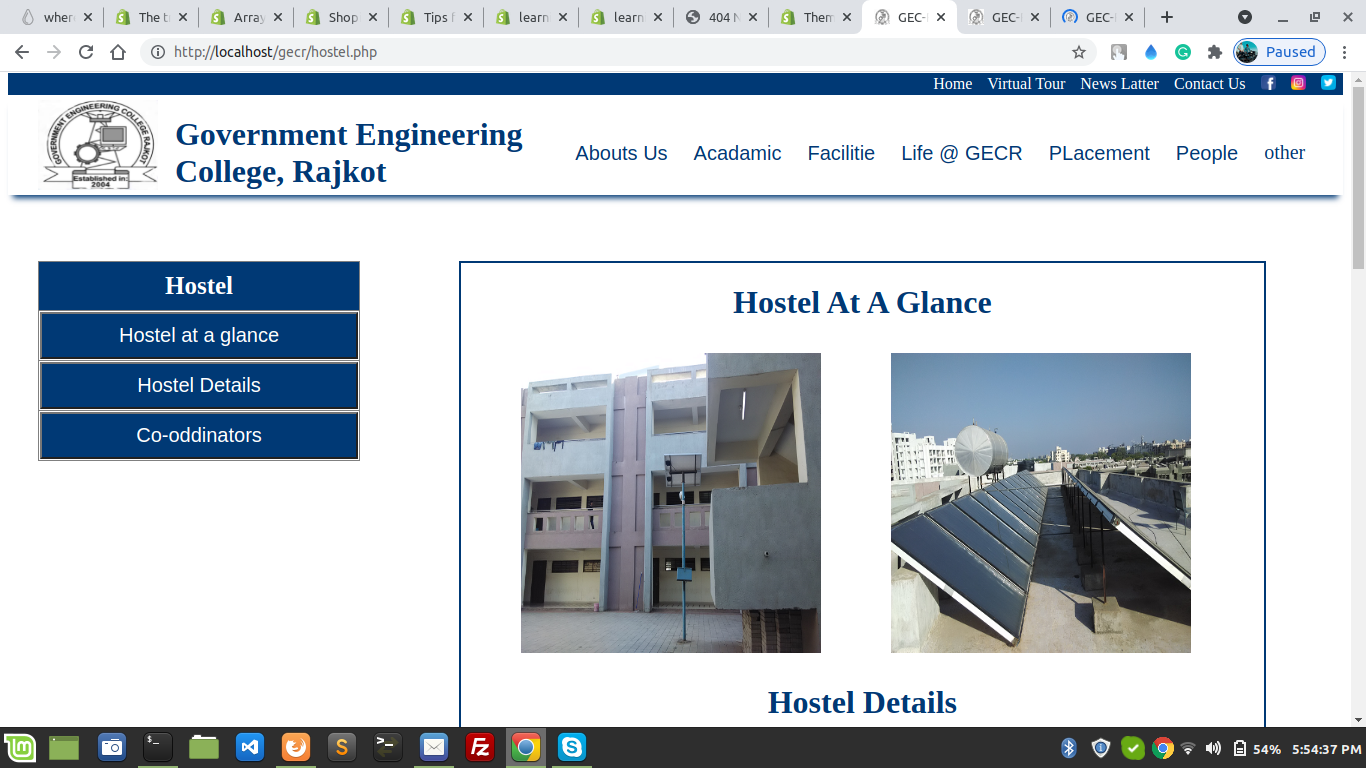 wher
The t
Array
Shop
Tips f
learn
learn
404 N
Them
GEC-
GEC-
GEC-
http://localhost/gecr/hostel.php
Paused
Home Virtual Tour News Latter Contact Us
GOVERNMENT ENGINEERING COLLEGE RAJKOT
Established in:
2004
Government Engineering
College, Rajkot
Abouts Us Acadamic Facilitie Life @ GECR PLacement People other
Hostel
Hostel at a glance
Hostel Details
Co-oddinators
Hostel At A Glance
Hostel Details
54% 5:54:37 PM